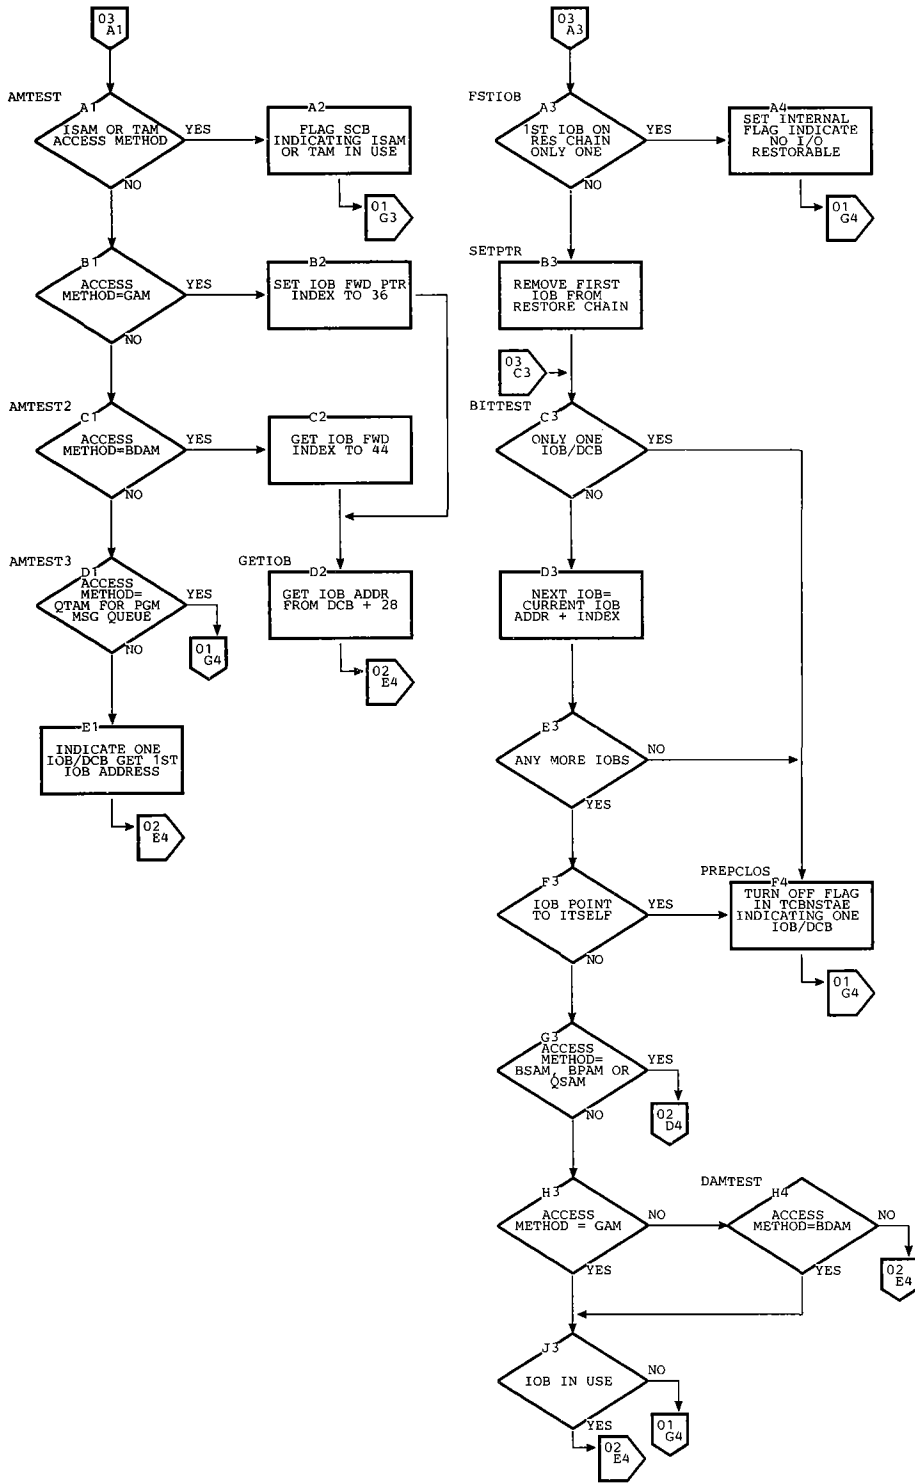 03
A1
AMTEST
A1
ISAM OR TAM
ACCESS METHOD
YES
NO
A2
FLAG SCB
INDICATING ISAM
OR TAM IN USE
01
G3
B1
ACCESS
METHOD=GAM
YES
NO
B2
SET IOB FWD PTR
INDEX TO 36
AMTEST2
C1
ACCESS
METHOD=BDAM
YES
NO
C2
GET IOB FWD
INDEX TO 44
AMTEST3
D1
ACCESS
METHOD=
QTAM FOR PGM
MSG QUEUE
YES
NO
01
G4
GETIOB
D2
GET IOB ADDR
FROM DCB + 28
02
E4
E1
INDICATE ONE
IOB/DCB GET 1ST
IOB ADDRESS
02
E4
03
A3
FSTIOB
A3
1ST IOB ON
RES CHAIN
ONLY ONE
YES
NO
A4
SET INTERNAL
FLAG INDICATE
NO I/O
RESTORABLE
01
G4
SETPTR
B3
REMOVE FIRST
IOB FROM
RESTORE CHAIN
03
C3
BITTEST
C3
ONLY ONE
IOB/DCB
YES
NO
D3
NEXT IOB=
CURRENT IOB
ADDR + INDEX
E3
ANY MORE IOBS
NO
YES
F3
IOB POINT
TO ITSELF
YES
NO
PREPCLOS
F4
TURN OFF FLAG
IN TCBNSTAE
INDICATING ONE
IOB/DCB
01
G4
G3
ACCESS
METHOD=
BSAM, BPAM OR
QSAM
YES
NO
02
D4
H3
ACCESS
METHOD = GAM
NO
YES
DAMTEST
H4
ACCESS
METHOD=BDAM
NO
YES
02
E4
J3
IOB IN USE
NO
YES
01
G4
02
E4